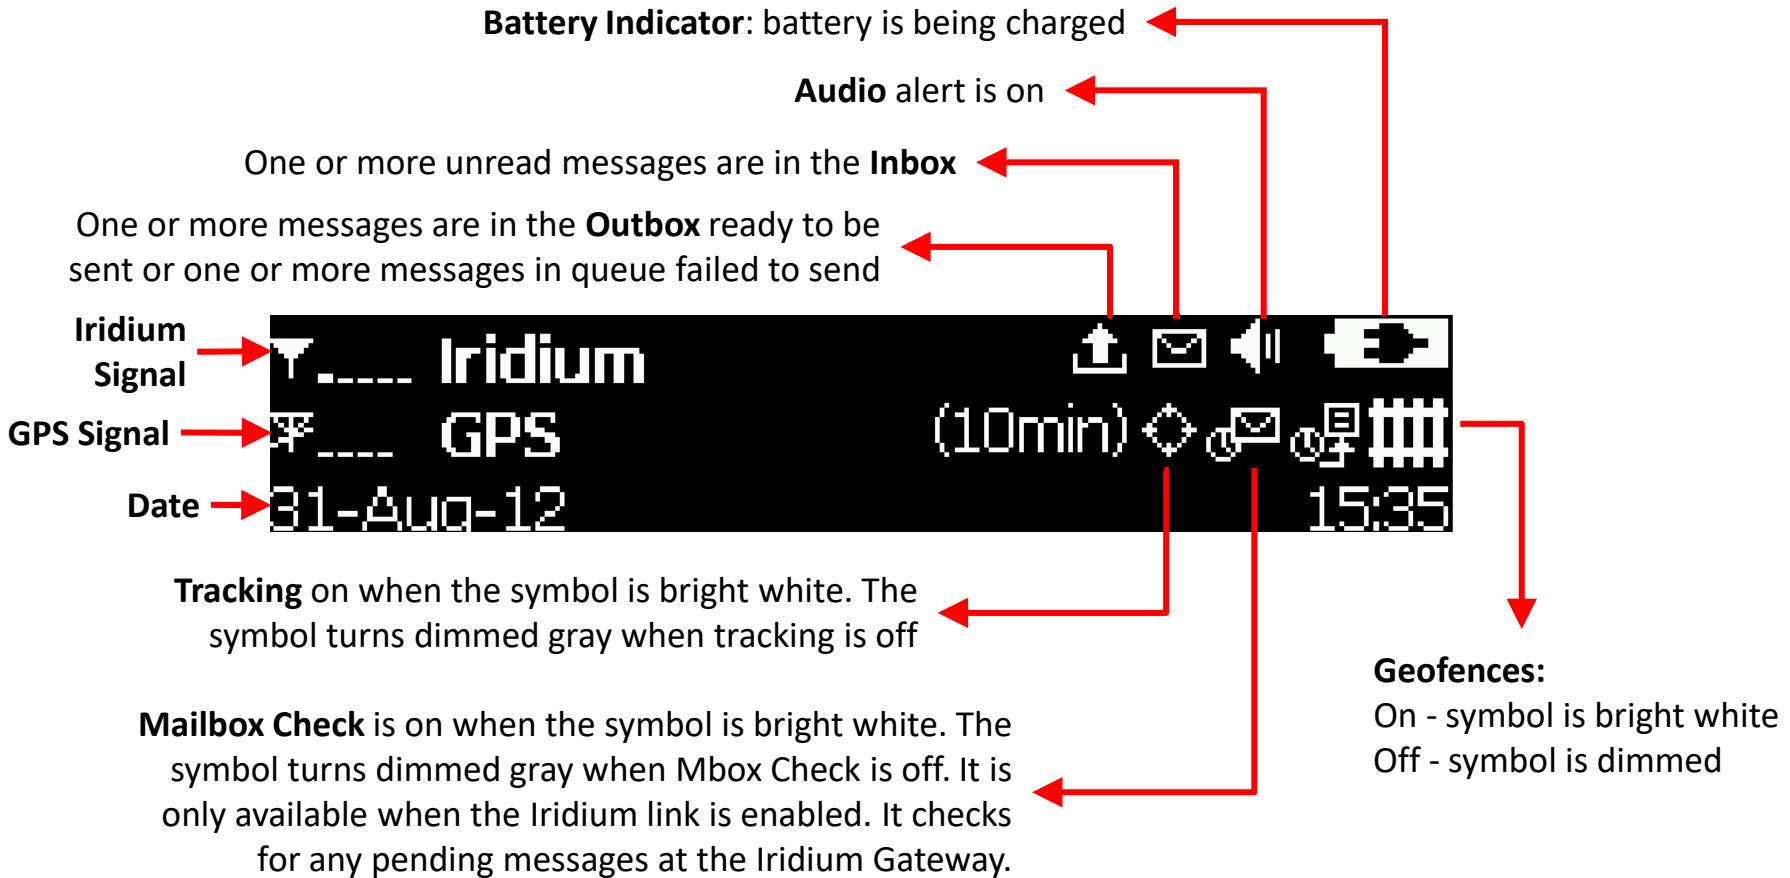 Battery Indicator: battery is being charged
Audio alert is on
One or more unread messages are in the Inbox
One or more messages are in the Outbox ready to be
sent or one or more messages in queue failed to send
Iridium
Signal
Iridium
GPS Signal
GPS
(10min)
Date
31-Aug-12
15:35
Tracking on when the symbol is bright white. The
symbol turns dimmed gray when tracking is off
Geofences:
On - symbol is bright white
Off - symbol is dimmed
Mailbox Check is on when the symbol is bright white. The
symbol turns dimmed gray when Mbox Check is off. It is
only available when the Iridium link is enabled. It checks
for any pending messages at the Iridium Gateway.